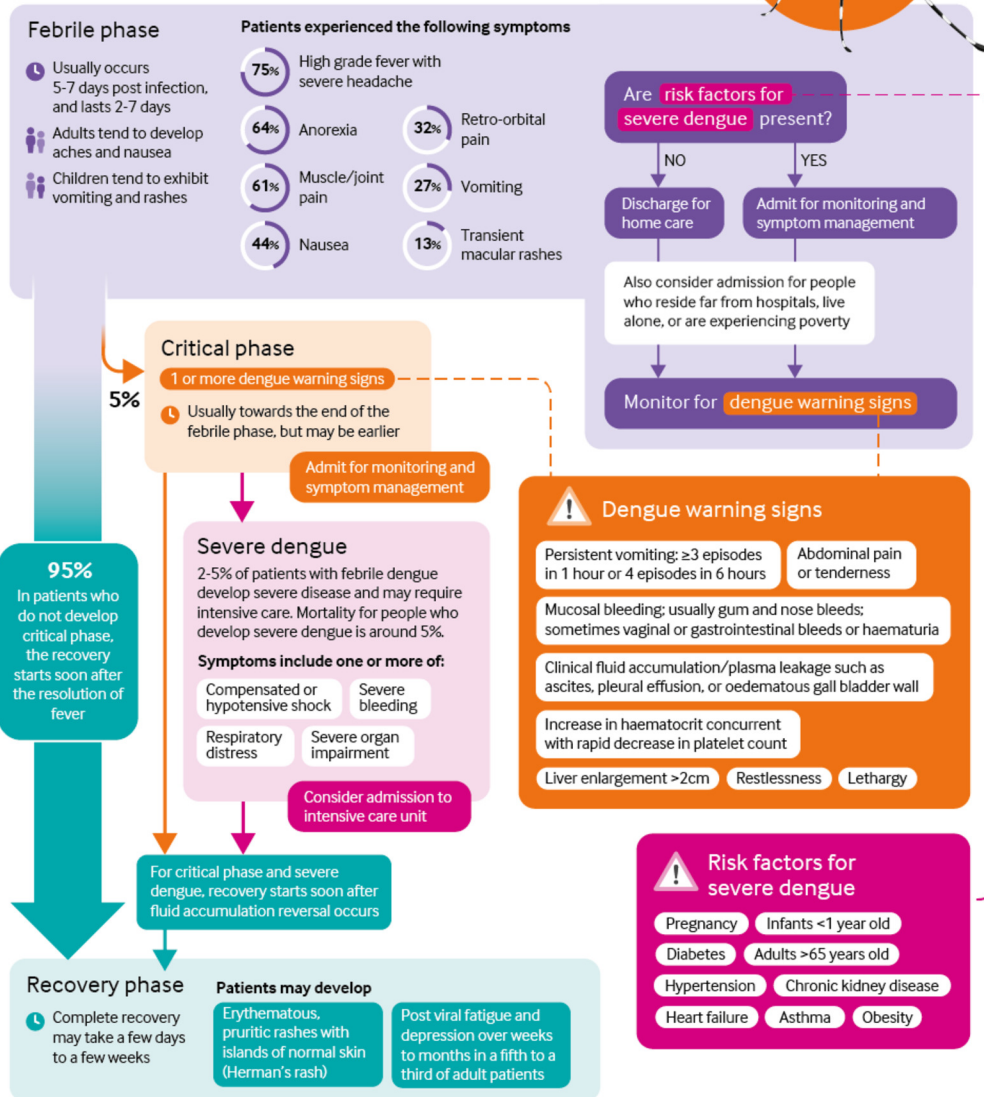 Febrile phase
Usually occurs
5-7 days post infection,
and lasts 2-7 days
Adults tend to develop
aches and nausea
Children tend to exhibit
vomiting and rashes
Patients experienced the following symptoms
75%
High grade fever with
severe headache
64%
Anorexia
32%
Retro-orbital
pain
61%
Muscle/joint
pain
27%
Vomiting
44%
Nausea
13%
Transient
macular rashes
Are risk factors for
severe dengue present?
NO
YES
Discharge for
home care
Admit for monitoring and
symptom management
Also consider admission for people
who reside far from hospitals, live
alone, or are experiencing poverty
Monitor for dengue warning signs
5%
Critical phase
1 or more dengue warning signs
Usually towards the end of the
febrile phase, but may be earlier
Admit for monitoring and
symptom management
95%
In patients who
do not develop
critical phase,
the recovery
starts soon after
the resolution of
fever
Severe dengue
2-5% of patients with febrile dengue
develop severe disease and may require
intensive care. Mortality for people who
develop severe dengue is around 5%.
Symptoms include one or more of:
Compensated or
hypotensive shock
Severe
bleeding
Respiratory
distress
Severe organ
impairment
Consider admission to
intensive care unit
Dengue warning signs
Persistent vomiting: ≥3 episodes
in 1 hour or 4 episodes in 6 hours
Abdominal pain
or tenderness
Mucosal bleeding; usually gum and nose bleeds;
sometimes vaginal or gastrointestinal bleeds or haematuria
Clinical fluid accumulation/plasma leakage such as
ascites, pleural effusion, or oedematous gall bladder wall
Increase in haematocrit concurrent
with rapid decrease in platelet count
Liver enlargement >2cm
Restlessness
Lethargy
For critical phase and severe
dengue, recovery starts soon after
fluid accumulation reversal occurs
Risk factors for
severe dengue
Pregnancy
Infants <1 year old
Diabetes
Adults >65 years old
Hypertension
Chronic kidney disease
Heart failure
Asthma
Obesity
Recovery phase
Complete recovery
may take a few days
to a few weeks
Patients may develop
Erythematous,
pruritic rashes with
islands of normal skin
(Herman's rash)
Post viral fatigue and
depression over weeks
to months in a fifth to a
third of adult patients